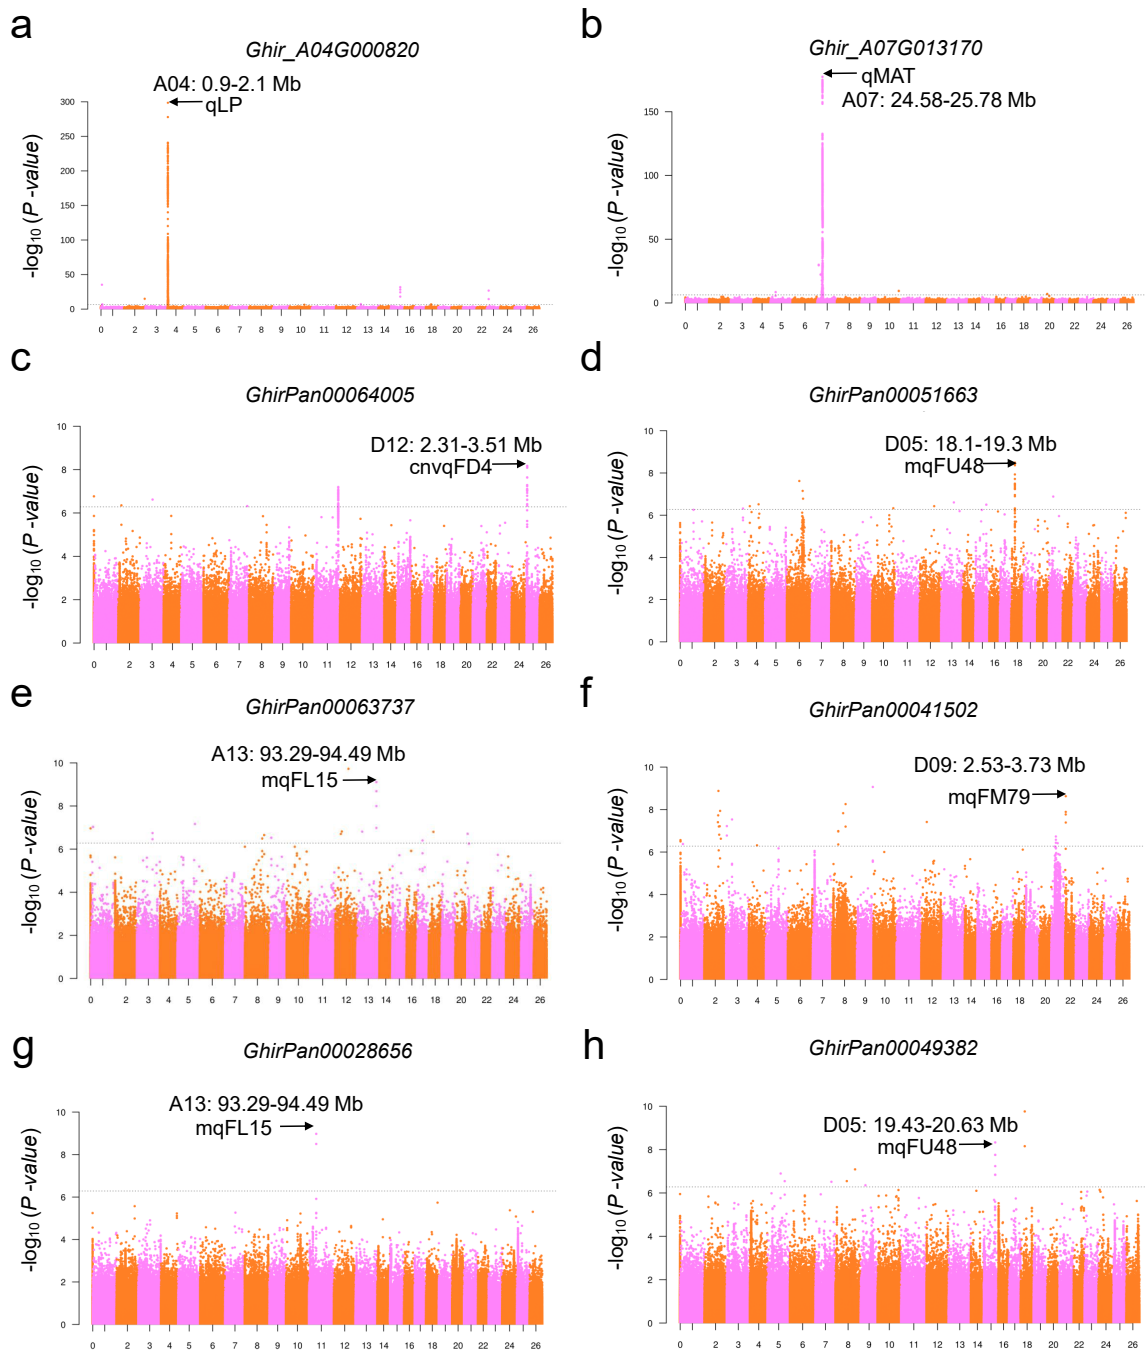 a
Ghir_A04G000820
A04: 0.9-2.1 Mb
qLP
-log10 (P -value)
300
250
200
150
100
50
0
0 2 3 4 5 6 7 8 9 10 11 12 13 14 16 18 20 22 24 26
b
Ghir_A07G013170
qMAT
A07: 24.58-25.78 Mb
-log10 (P -value)
150
100
50
0
0 2 3 4 5 6 7 8 9 10 11 12 13 14 16 18 20 22 24 26
c
GhirPan00064005
D12: 2.31-3.51 Mb
cnvqFD4
-log10 (P -value)
10
8
6
4
2
0
0 2 3 4 5 6 7 8 9 10 11 12 13 14 16 18 20 22 24 26
d
GhirPan00051663
D05: 18.1-19.3 Mb
mqFU48
-log10 (P -value)
10
8
6
4
2
0
0 2 3 4 5 6 7 8 9 10 11 12 13 14 16 18 20 22 24 26
e
GhirPan00063737
A13: 93.29-94.49 Mb
mqFL15
-log10 (P -value)
10
8
6
4
2
0
0 2 3 4 5 6 7 8 9 10 11 12 13 14 16 18 20 22 24 26
f
GhirPan00041502
D09: 2.53-3.73 Mb
mqFM79
-log10 (P -value)
10
8
6
4
2
0
0 2 3 4 5 6 7 8 9 10 11 12 13 14 16 18 20 22 24 26
g
GhirPan00028656
A13: 93.29-94.49 Mb
mqFL15
-log10 (P -value)
10
8
6
4
2
0
0 2 3 4 5 6 7 8 9 10 11 12 13 14 16 18 20 22 24 26
h
GhirPan00049382
D05: 19.43-20.63 Mb
mqFU48
-log10 (P -value)
10
8
6
4
2
0
0 2 3 4 5 6 7 8 9 10 11 12 13 14 16 18 20 22 24 26